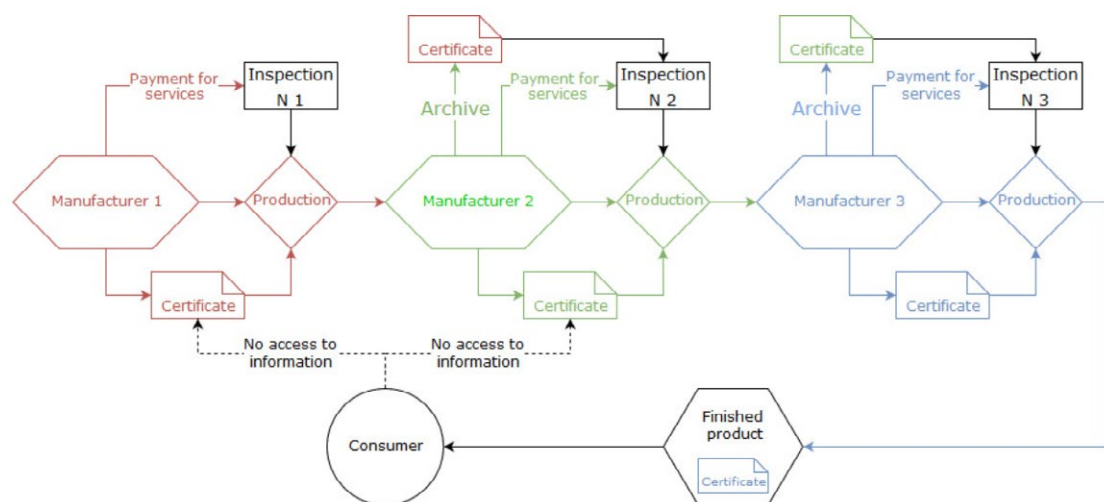 Certificate
Certificate
Payment for
services
Inspection
N 1
Archive
Payment for
services
Inspection
N 2
Archive
Payment for
services
Inspection
N 3
Manufacturer 1
Production
Manufacturer 2
Production
Manufacturer 3
Production
Certificate
Certificate
Certificate
No access to
information
No access to
information
Consumer
Finished
product
Certificate